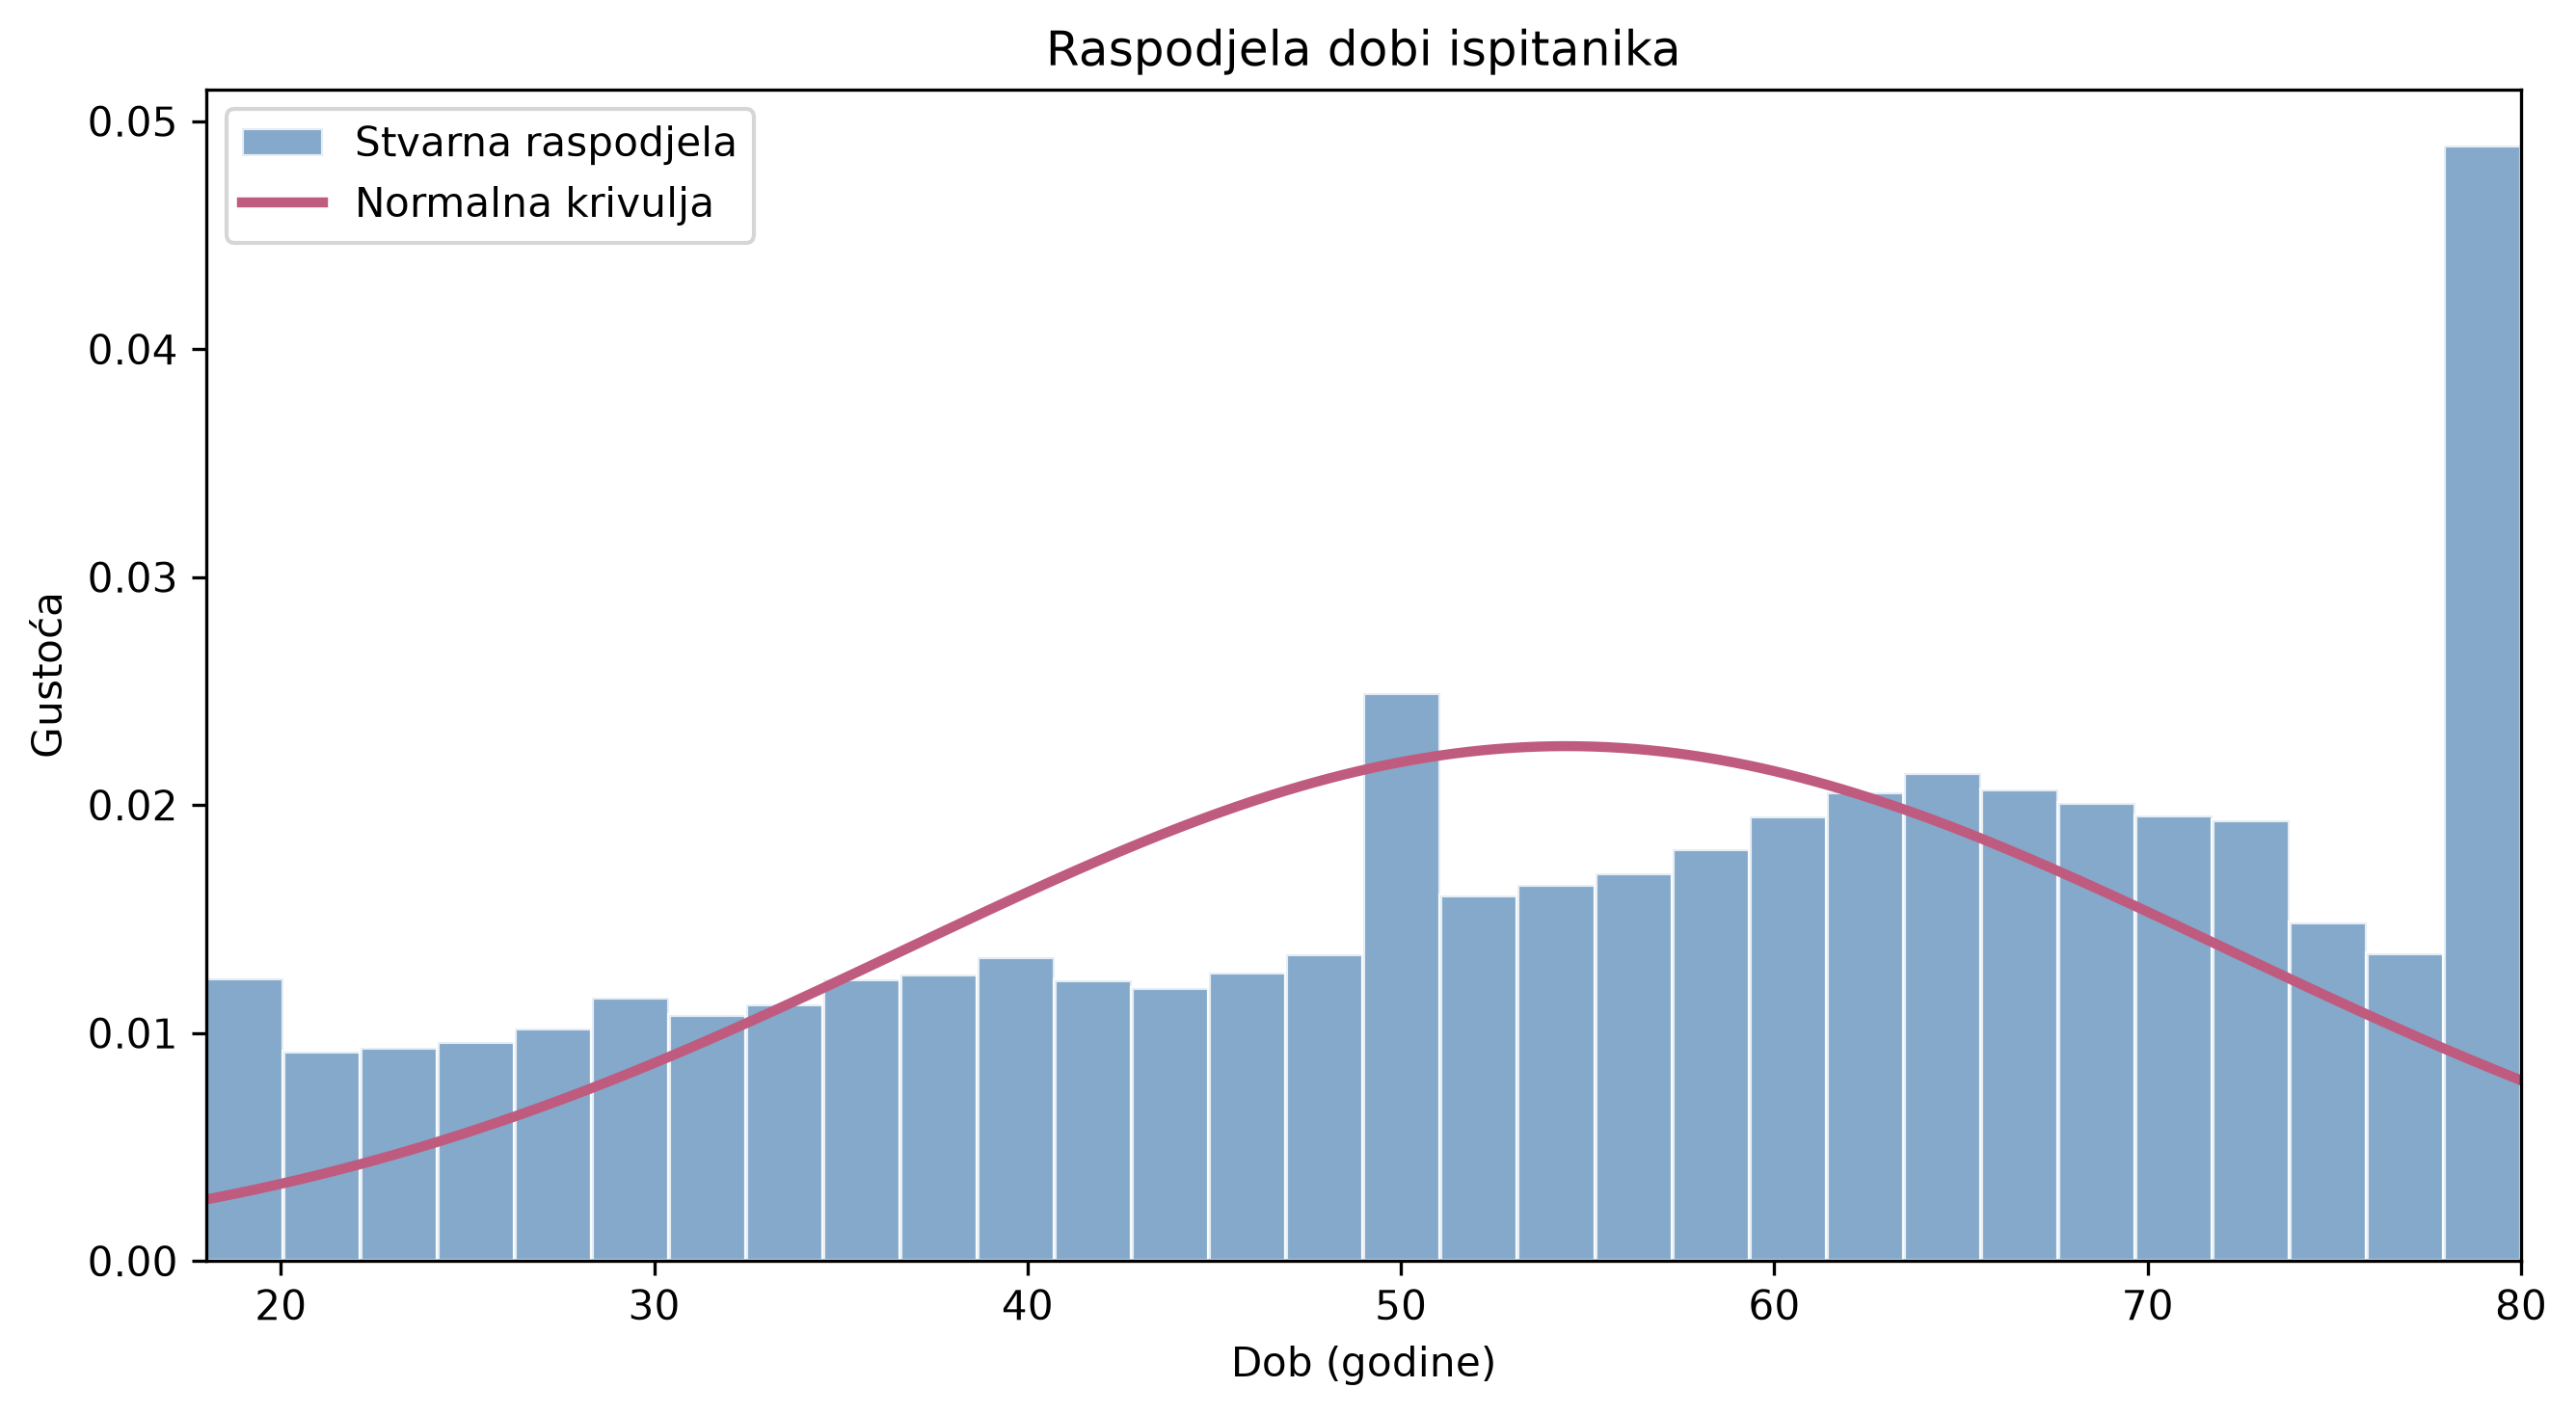 Raspodjela dobi ispitanika
Stvarna raspodjela
Normalna krivulja
Gustoća
0.05
0.04
0.03
0.02
0.01
0.00
20 30 40 50 60 70 80
Dob (godine)